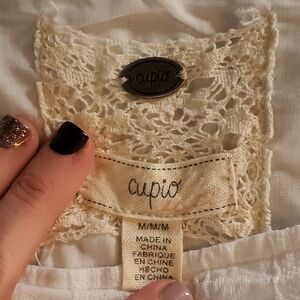 cupio
cupio
M/M/M
MADE IN
CHINA
FABRIQUE
EN CHINE
HECHO
EN CHINA